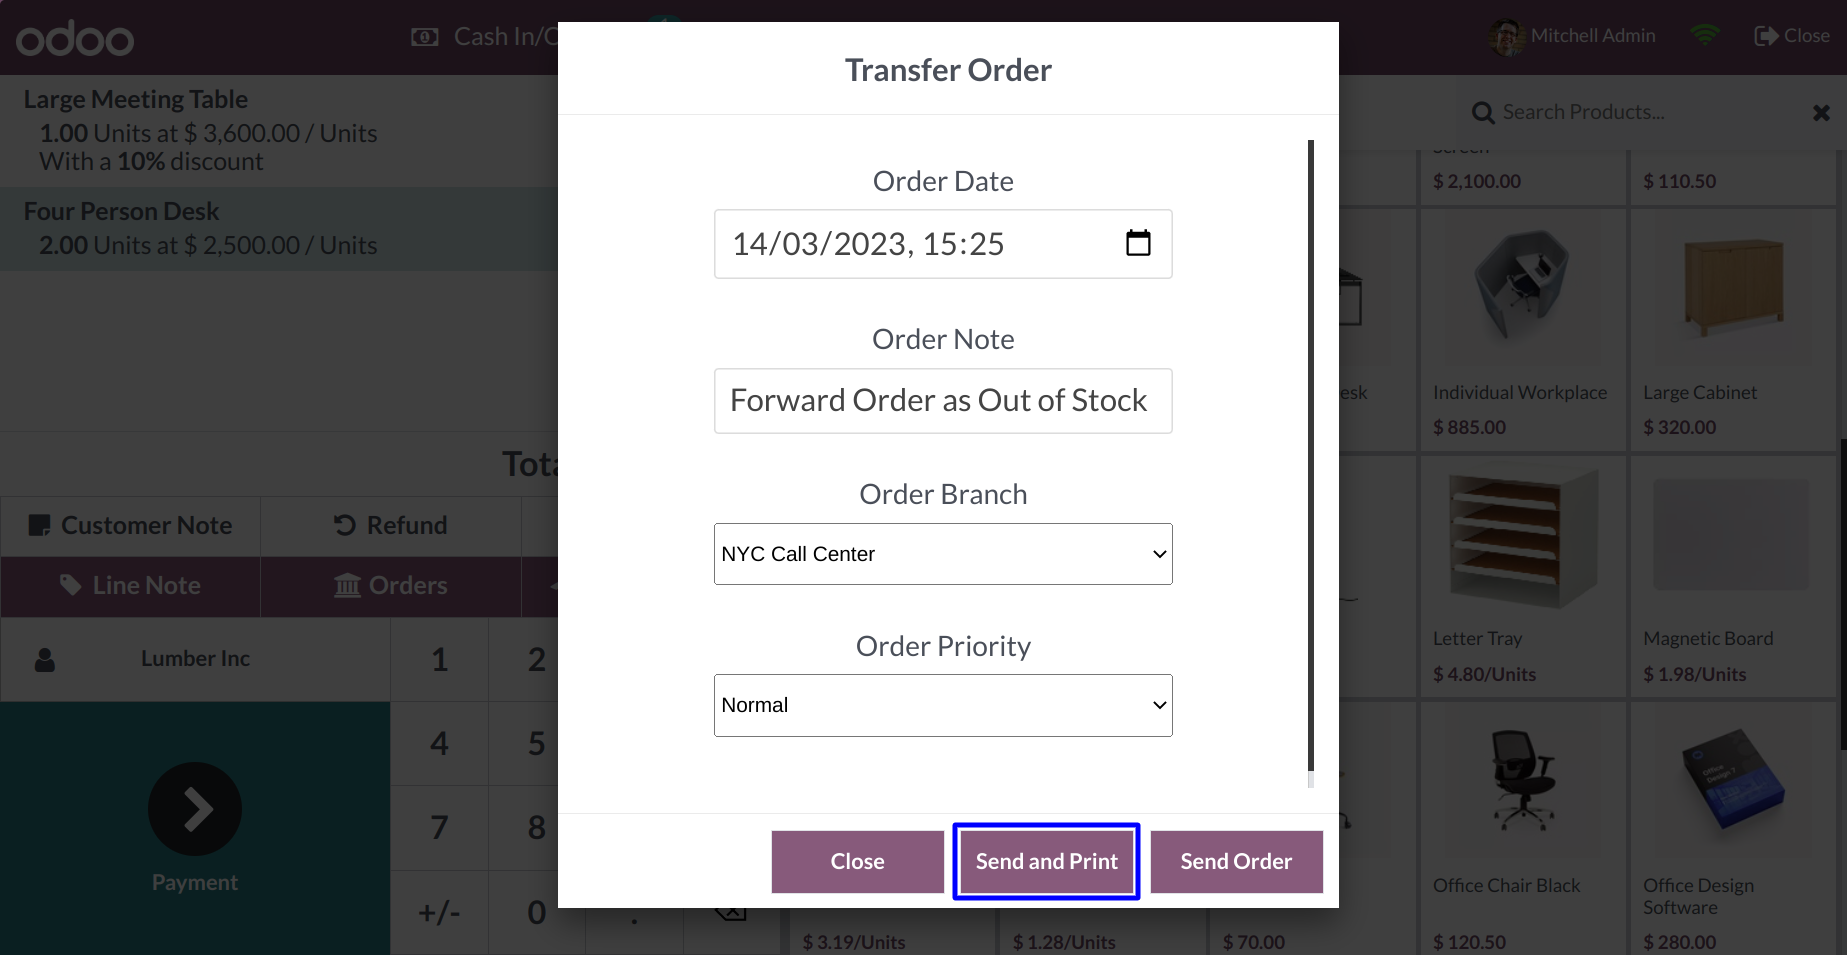 odoo
Cash In/O
Mitchell Admin
Close
Large Meeting Table
1.00 Units at $ 3,600.00 / Units
With a 10% discount
Four Person Desk
2.00 Units at $ 2,500.00 / Units
Tota
Customer Note
Refund
Line Note
Orders
Lumber Inc
1
2
4
5
7
8
+/-
0
.
Payment
Transfer Order
Order Date
14/03/2023, 15:25
Order Note
Forward Order as Out of Stock
Order Branch
NYC Call Center
Order Priority
Normal
Close
Send and Print
Send Order
Search Products...
Screen
$ 2,100.00
$ 110.50
esk
Individual Workplace
$ 885.00
Large Cabinet
$ 320.00
Letter Tray
$ 4.80/Units
Magnetic Board
$ 1.98/Units
Office
Design 7
Office Chair Black
$ 120.50
Office Design
Software
$ 280.00
$ 3.19/Units
$ 1.28/Units
$ 70.00